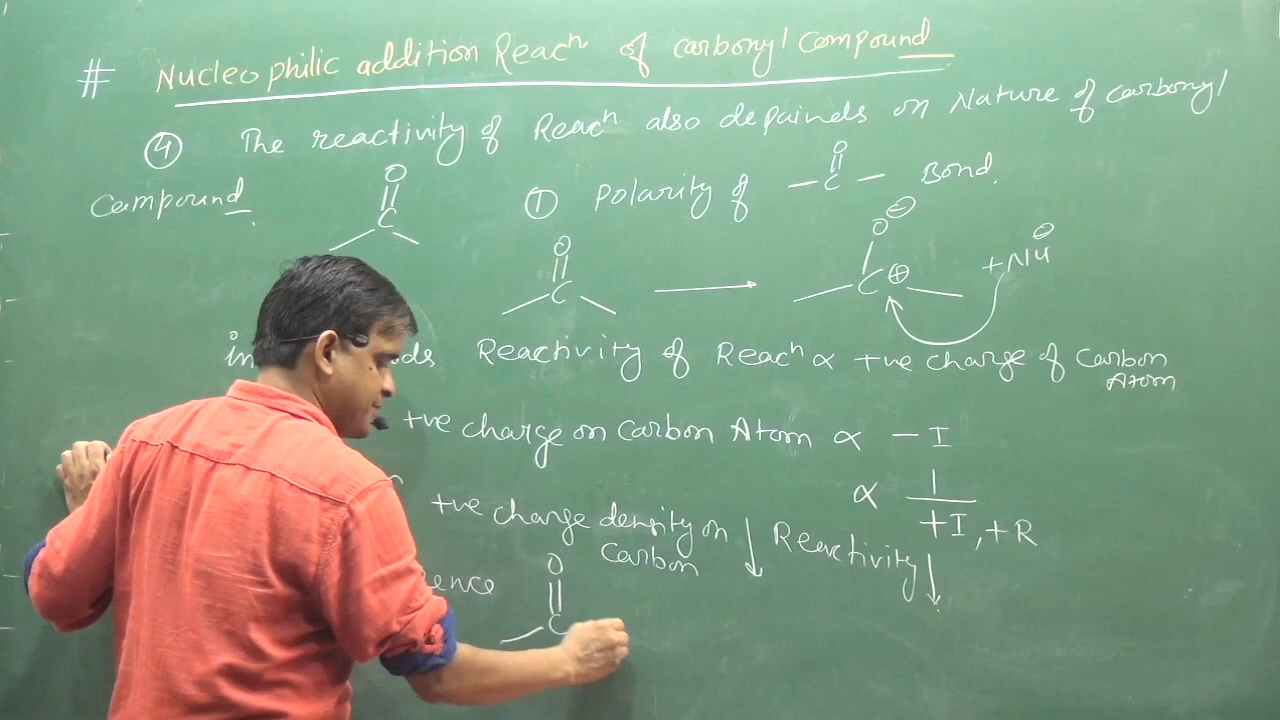 # Nucleophilic addition Reacⁿ of carbonyl Compound
④ The reactivity of Reacⁿ also depainds on Nature of carbonyl
Compound. O
C
① Polarity of -C- Bond.
O
O C O⊖
C ⟶ C⊕ +Nu⊖
Reactivity of Reacⁿ ∝ +ve charge of Carbon
Atom
+ve charge on Carbon Atom ∝ -I
∝ 1
+I, +R
+ve charge density on ↓ Reactivity ↓
Carbon
O
C